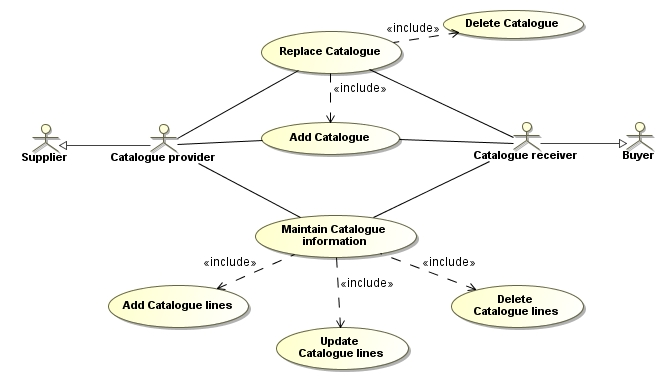 Delete Catalogue
«include»
Replace Catalogue
«include»
Add Catalogue
Supplier
Catalogue provider
Catalogue receiver
Buyer
Maintain Catalogue
information
«include»
«include»
«include»
Add Catalogue lines
Update
Catalogue lines
Delete
Catalogue lines